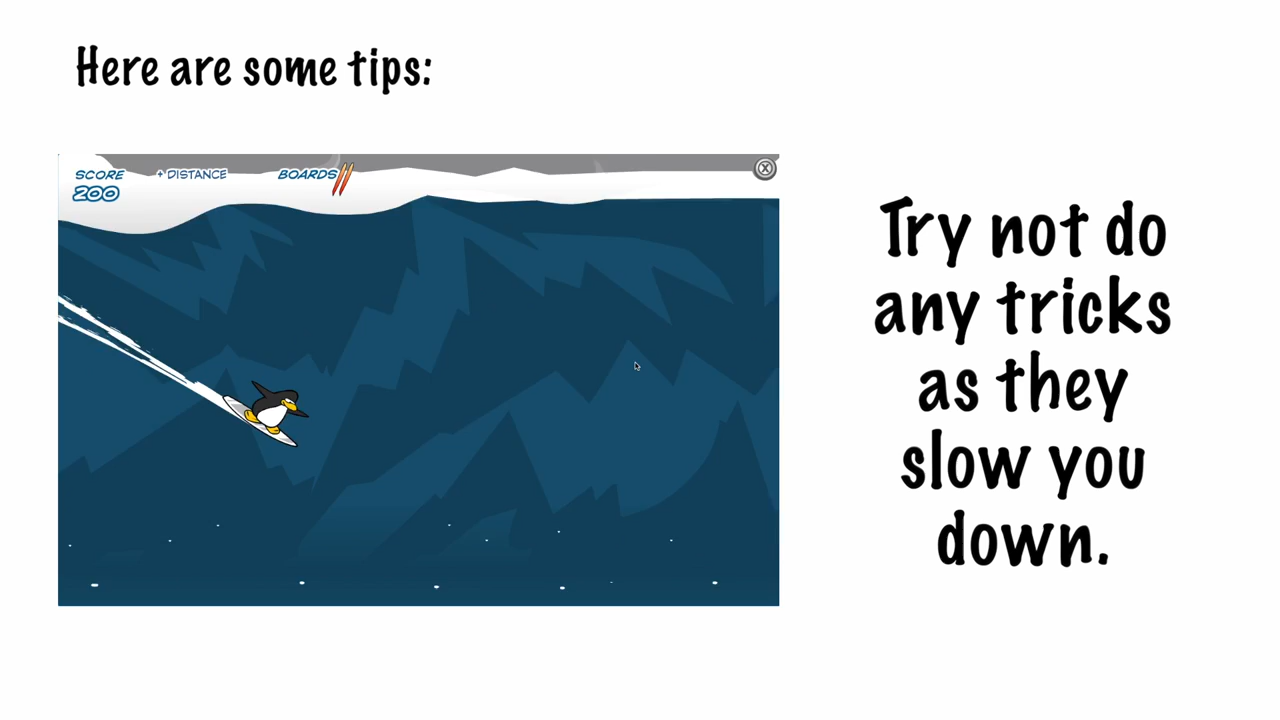 Here are some tips:
SCORE + DISTANCE BOARDS
200
Try not do
any tricks
as they
slow you
down.